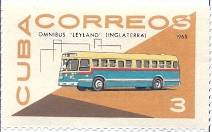 CUBA CORREOS
OMNIBUS "LEYLAND" (INGLATERRA)
1965
3